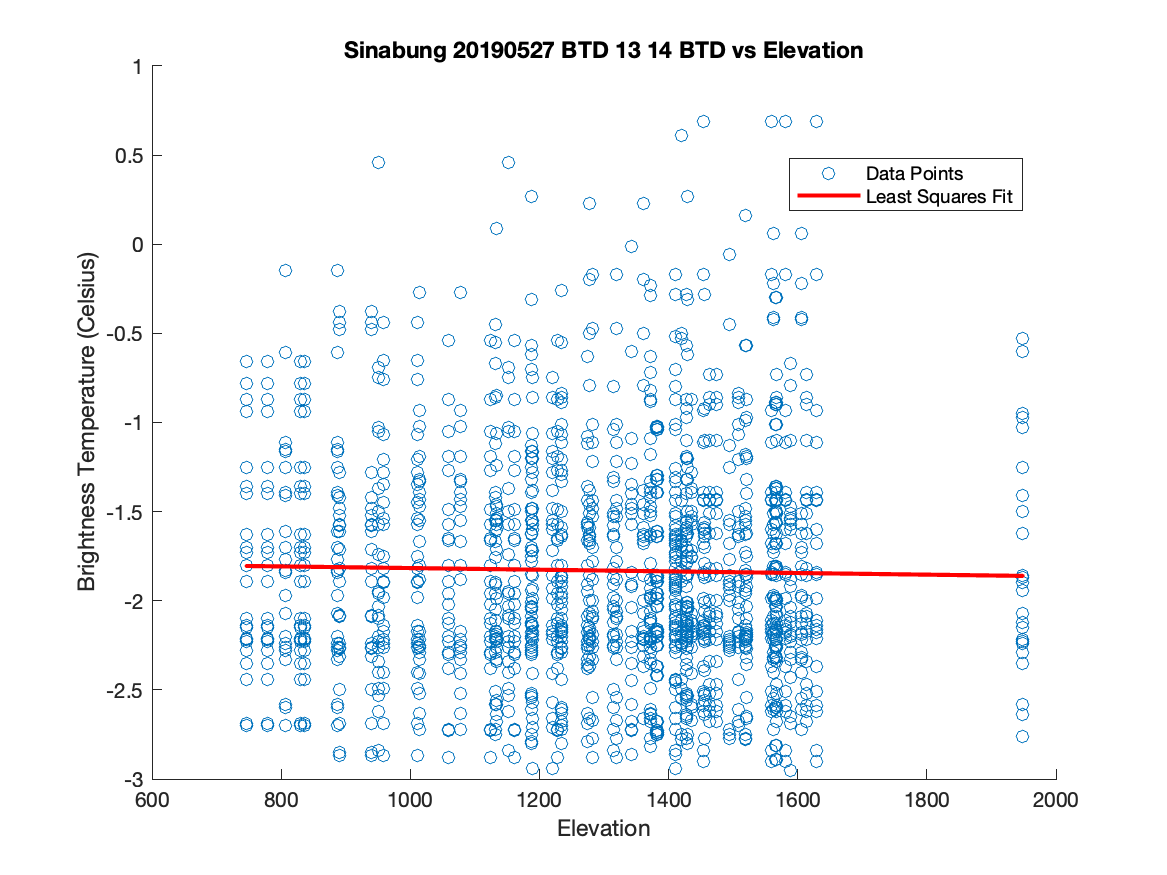 Sinabung 20190527 BTD 13 14 BTD vs Elevation
1
0.5
0
-0.5
-1
-1.5
-2
-2.5
-3
Brightness Temperature (Celsius)
Data Points
Least Squares Fit
600 800 1000 1200 1400 1600 1800 2000
Elevation